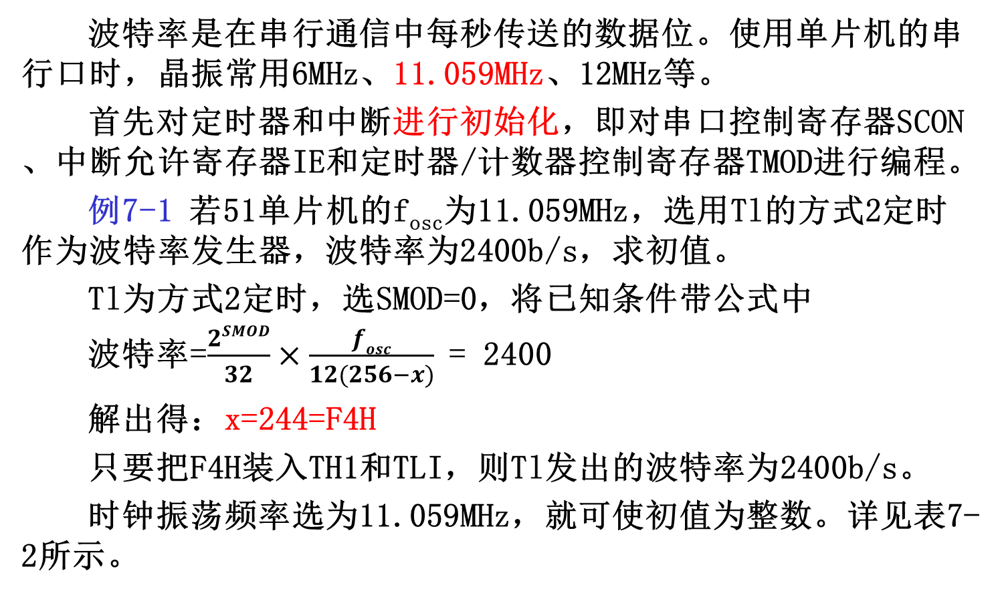 波特率是在串行通信中每秒传送的数据位。使用单片机的串
行口时，晶振常用6MHz、11.059MHz、12MHz等。
首先对定时器和中断进行初始化，即对串口控制寄存器SCON
、中断允许寄存器IE和定时器/计数器控制寄存器TMOD进行编程。
例7-1 若51单片机的fosc为11.059MHz，选用Tl的方式2定时
作为波特率发生器，波特率为2400b/s，求初值。
Tl为方式2定时，选SMOD=0，将已知条件带公式中
波特率=2^SMOD/32 × fosc/12(256−x) = 2400
解出得：x=244=F4H
只要把F4H装入TH1和TLI，则Tl发出的波特率为2400b/s。
时钟振荡频率选为11.059MHz，就可使初值为整数。详见表7-
2所示。